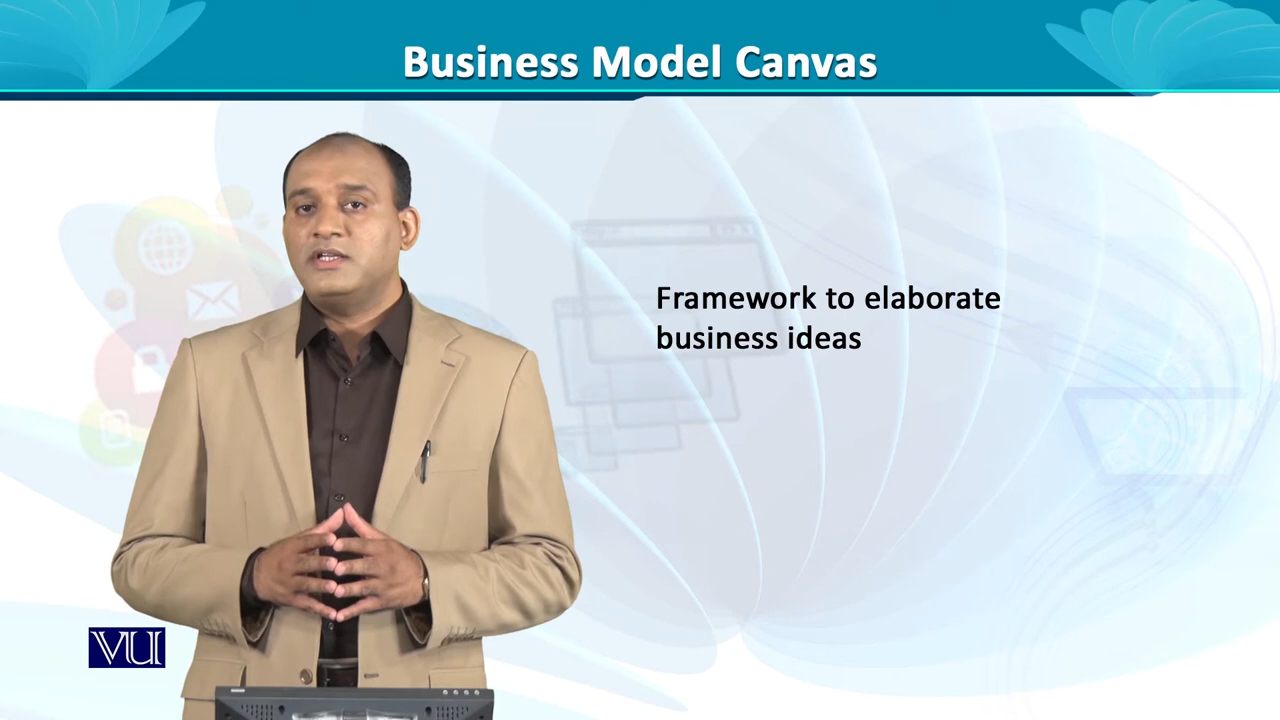 Business Model Canvas
Framework to elaborate
business ideas
VU